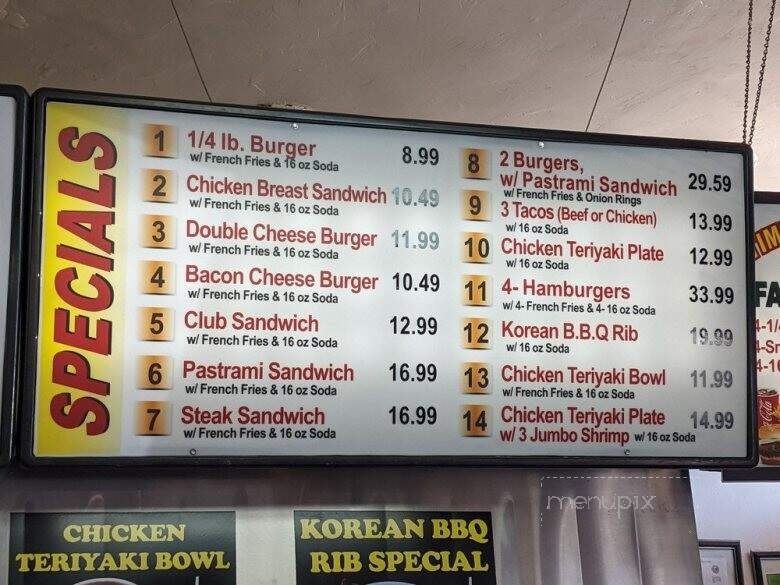 SPECIALS
1 1/4 lb. Burger 8.99
w/ French Fries & 16 oz Soda
2 Chicken Breast Sandwich 10.49
w/ French Fries & 16 oz Soda
3 Double Cheese Burger 11.99
w/ French Fries & 16 oz Soda
4 Bacon Cheese Burger 10.49
w/ French Fries & 16 oz Soda
5 Club Sandwich 12.99
w/ French Fries & 16 oz Soda
6 Pastrami Sandwich 16.99
w/ French Fries & 16 oz Soda
7 Steak Sandwich 16.99
w/ French Fries & 16 oz Soda
8 2 Burgers,
w/ Pastrami Sandwich 29.59
w/ French Fries & Onion Rings
9 3 Tacos (Beef or Chicken) 13.99
w/ 16 oz Soda
10 Chicken Teriyaki Plate 12.99
w/ 16 oz Soda
11 4- Hamburgers 33.99
w/ 4- French Fries & 4- 16 oz Soda
12 Korean B.B.Q Rib 19.99
w/ 16 oz Soda
13 Chicken Teriyaki Bowl 11.99
w/ French Fries & 16 oz Soda
14 Chicken Teriyaki Plate 14.99
w/ 3 Jumbo Shrimp w/ 16 oz Soda
FA
4-1/
4-Sr
4-16
menupix
CHICKEN
TERIYAKI BOWL
KOREAN BBQ
RIB SPECIAL